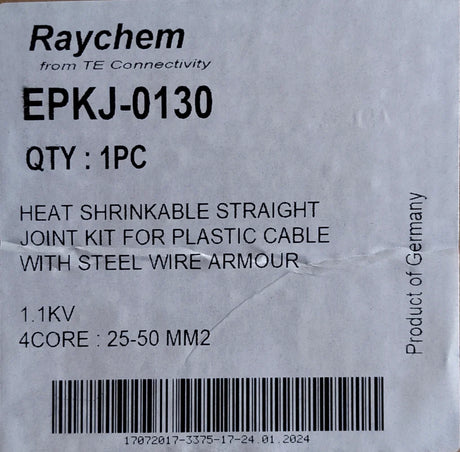 Raychem
from TE Connectivity
EPKJ-0130
QTY : 1PC
HEAT SHRINKABLE STRAIGHT
JOINT KIT FOR PLASTIC CABLE
WITH STEEL WIRE ARMOUR
1.1KV
4CORE : 25-50 MM2
Product of Germany
17072017-3375-17-24.01.2024